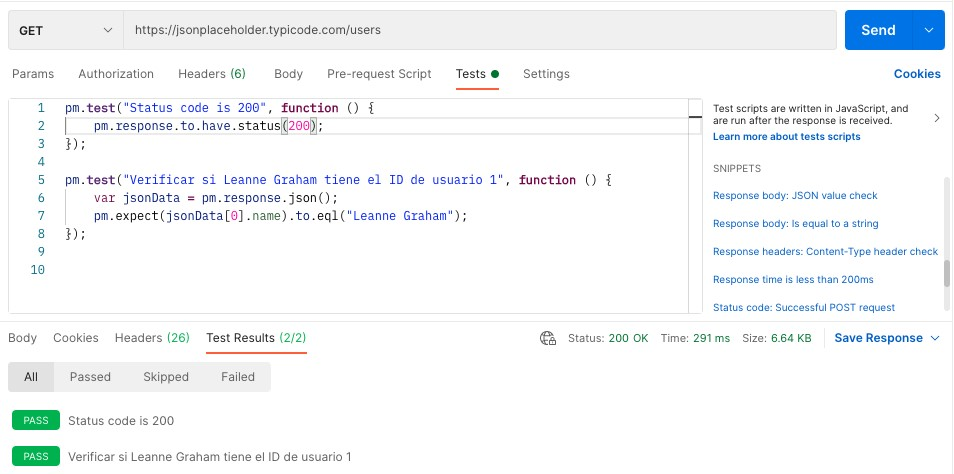 GET https://jsonplaceholder.typicode.com/users Send
Params Authorization Headers (6) Body Pre-request Script Tests Settings Cookies
1 pm.test("Status code is 200", function () {
2 pm.response.to.have.status(200);
3 });
4
5 pm.test("Verificar si Leanne Graham tiene el ID de usuario 1", function () {
6 var jsonData = pm.response.json();
7 pm.expect(jsonData[0].name).to.eql("Leanne Graham");
8 });
9
10
Test scripts are written in JavaScript, and
are run after the response is received.
Learn more about tests scripts
SNIPPETS
Response body: JSON value check
Response body: Is equal to a string
Response headers: Content-Type header check
Response time is less than 200ms
Status code: Successful POST request
Body Cookies Headers (26) Test Results (2/2) Status: 200 OK Time: 291 ms Size: 6.64 KB Save Response
All Passed Skipped Failed
PASS Status code is 200
PASS Verificar si Leanne Graham tiene el ID de usuario 1